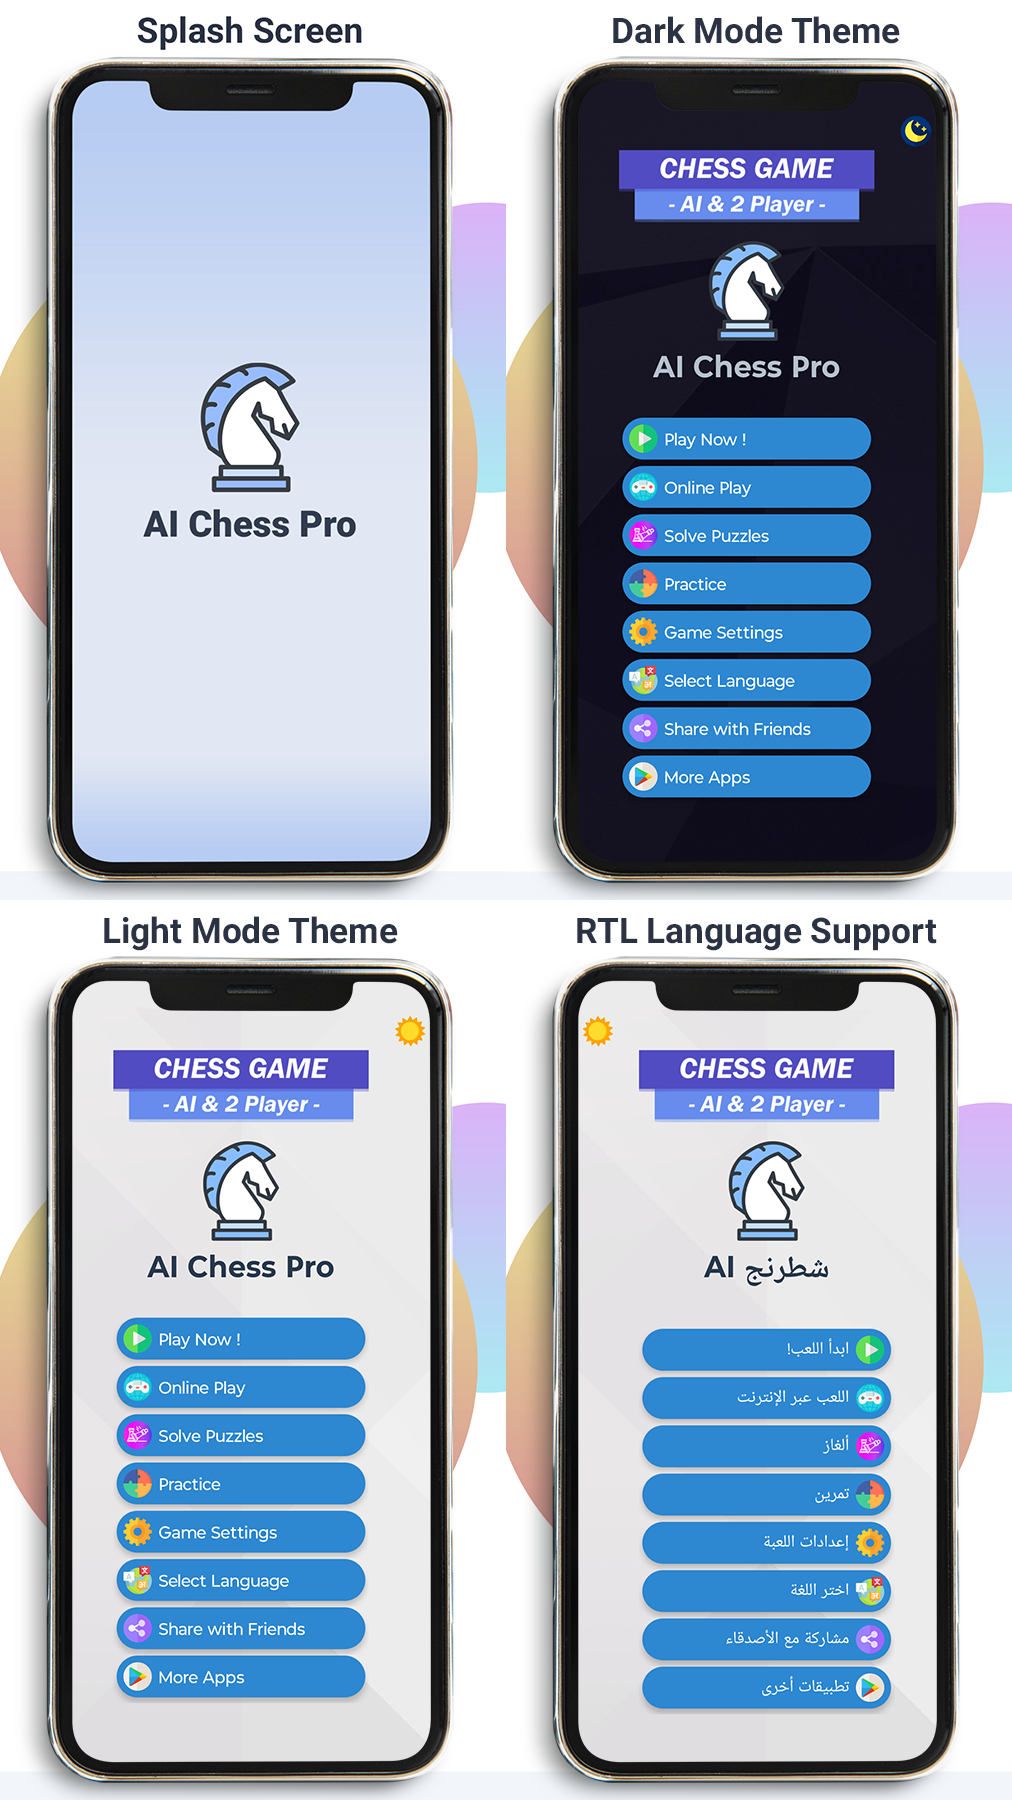 Splash Screen
AI Chess Pro
Dark Mode Theme
CHESS GAME
- AI & 2 Player -
AI Chess Pro
Play Now !
Online Play
Solve Puzzles
Practice
Game Settings
Select Language
Share with Friends
More Apps
Light Mode Theme
CHESS GAME
- AI & 2 Player -
AI Chess Pro
Play Now !
Online Play
Solve Puzzles
Practice
Game Settings
Select Language
Share with Friends
More Apps
RTL Language Support
CHESS GAME
- AI & 2 Player -
شطرنج AI
ابدأ اللعب!
اللعب عبر الإنترنت
ألغاز
تمرين
إعدادات اللعبة
اختر اللغة
مشاركة مع الأصدقاء
تطبيقات أخرى